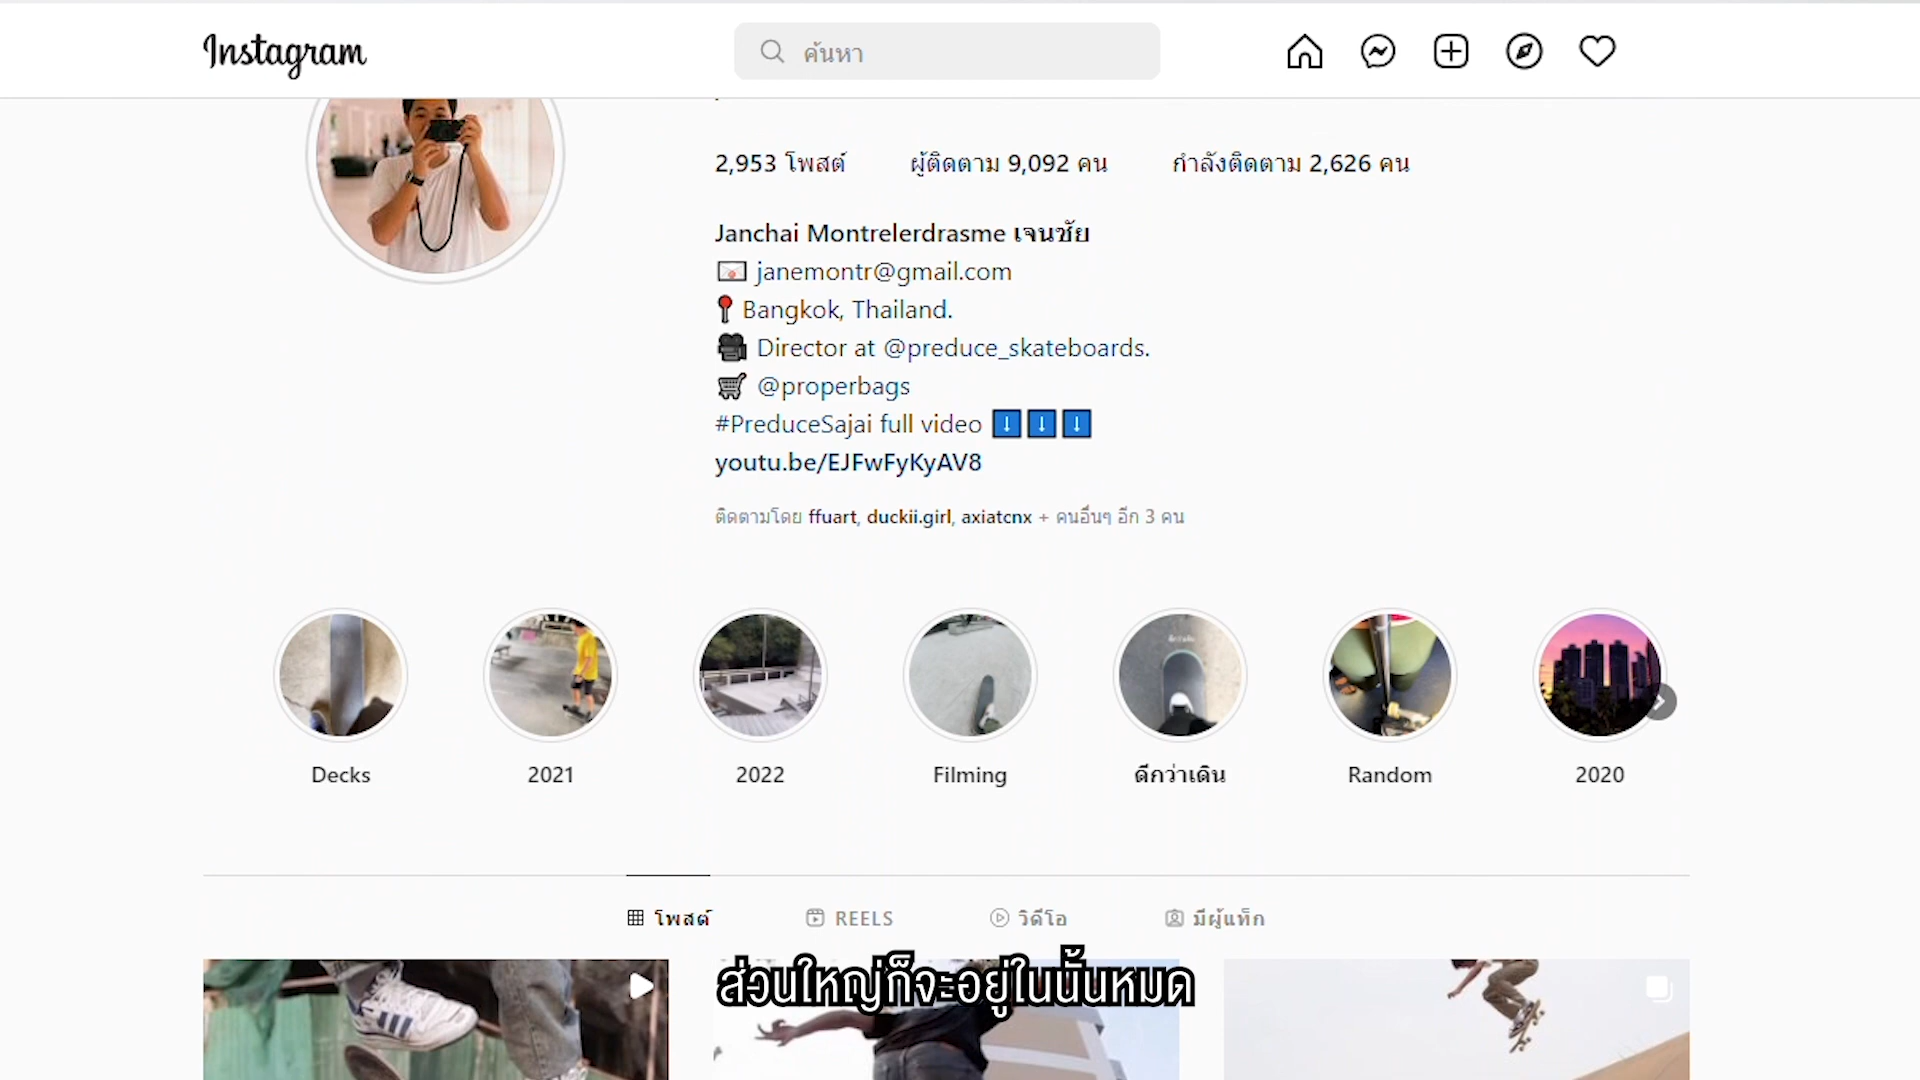 Instagram
ค้นหา
2,953 โพสต์ ผู้ติดตาม 9,092 คน กำลังติดตาม 2,626 คน
Janchai Montrelerdrasme เจนชัย
janemontr@gmail.com
Bangkok, Thailand.
Director at @preduce_skateboards.
@properbags
#PreduceSajai full video
youtu.be/EJFwFyKyAV8
ติดตามโดย ffuart, duckii.girl, axiatcnx + คนอื่นๆ อีก 3 คน
Decks 2021 2022 Filming ดีกว่าเดิน Random 2020
โพสต์ REELS วิดีโอ มีผู้แท็ก
ส่วนใหญ่ก็จะอยู่ในนั้นหมด